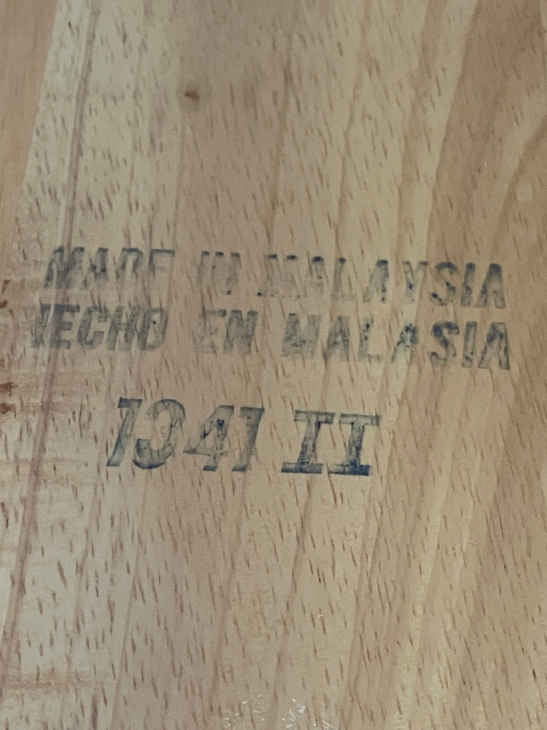 MADE IN MALAYSIA
HECHO EN MALASIA
1341 II